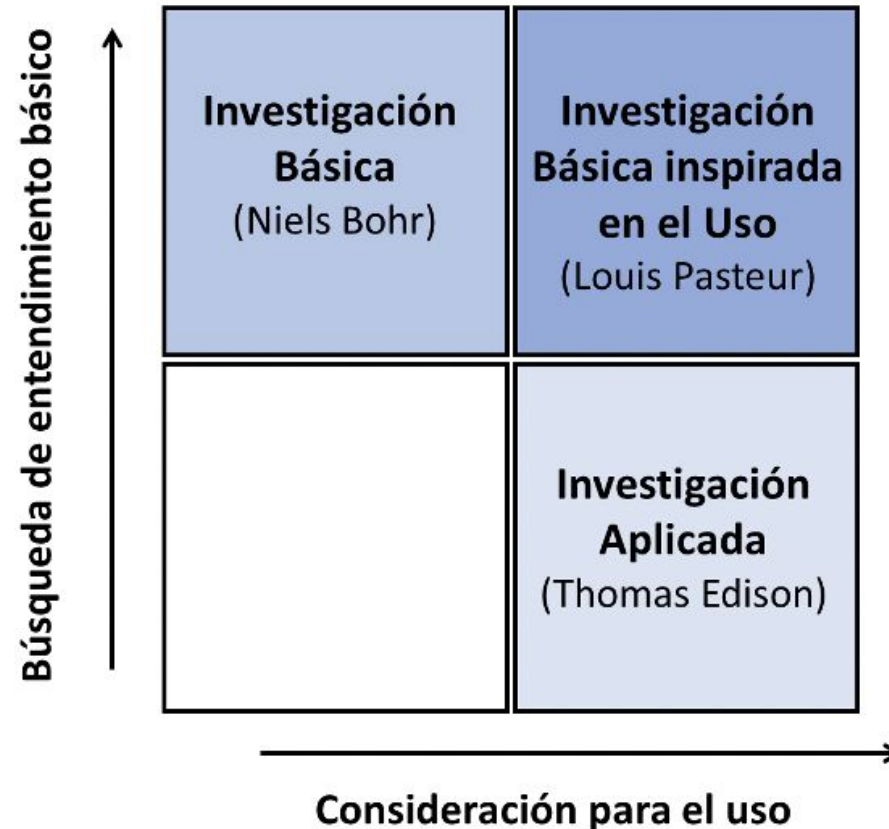 Búsqueda de entendimiento básico
Investigación
Básica
(Niels Bohr)
Investigación
Básica inspirada
en el Uso
(Louis Pasteur)
Investigación
Aplicada
(Thomas Edison)
Consideración para el uso